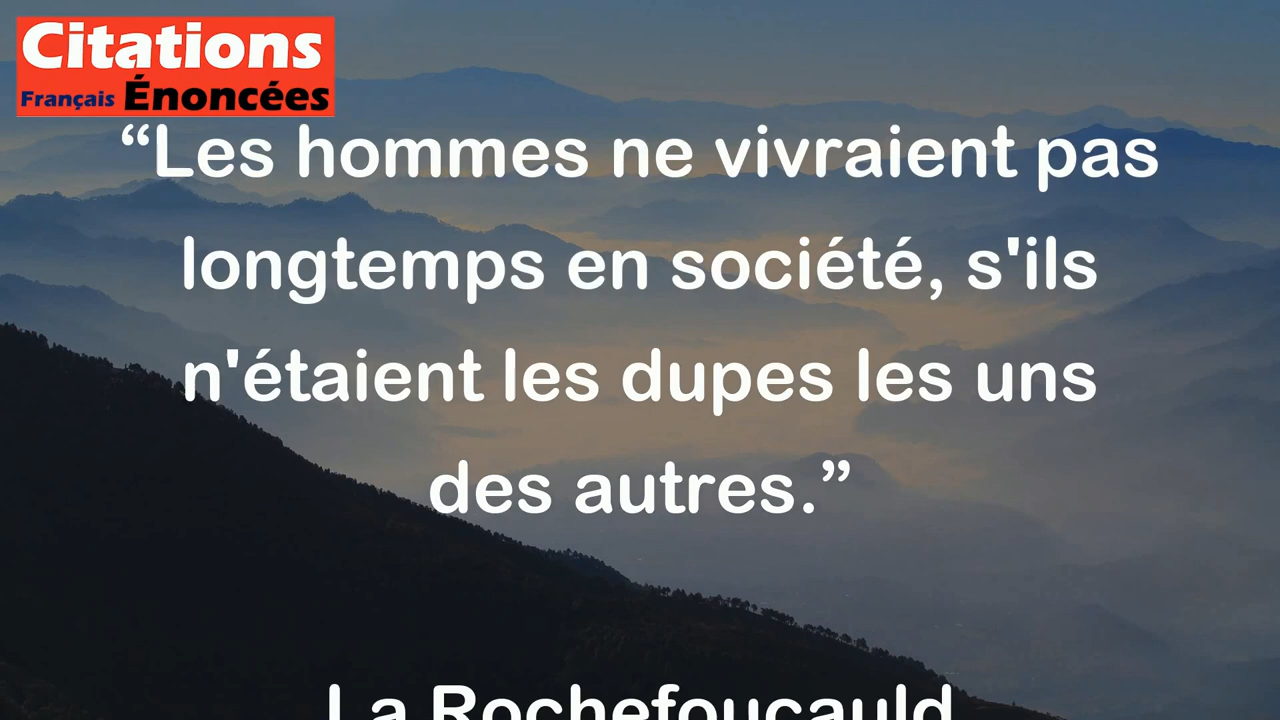 Citations
Français Énoncées
“Les hommes ne vivraient pas
longtemps en société, s'ils
n'étaient les dupes les uns
des autres.”
La Rochefoucauld